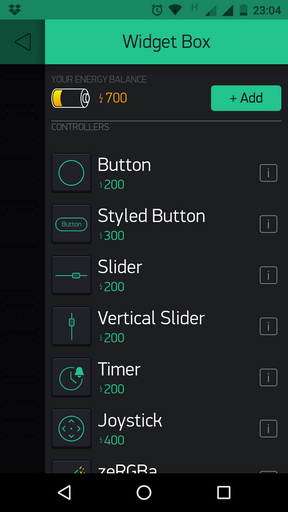 H
23:04
Widget Box
YOUR ENERGY BALANCE
700
+ Add
CONTROLLERS
Button
200
i
Button
Styled Button
300
i
Slider
200
i
Vertical Slider
200
i
Timer
200
i
Joystick
400
i
zeRGBa